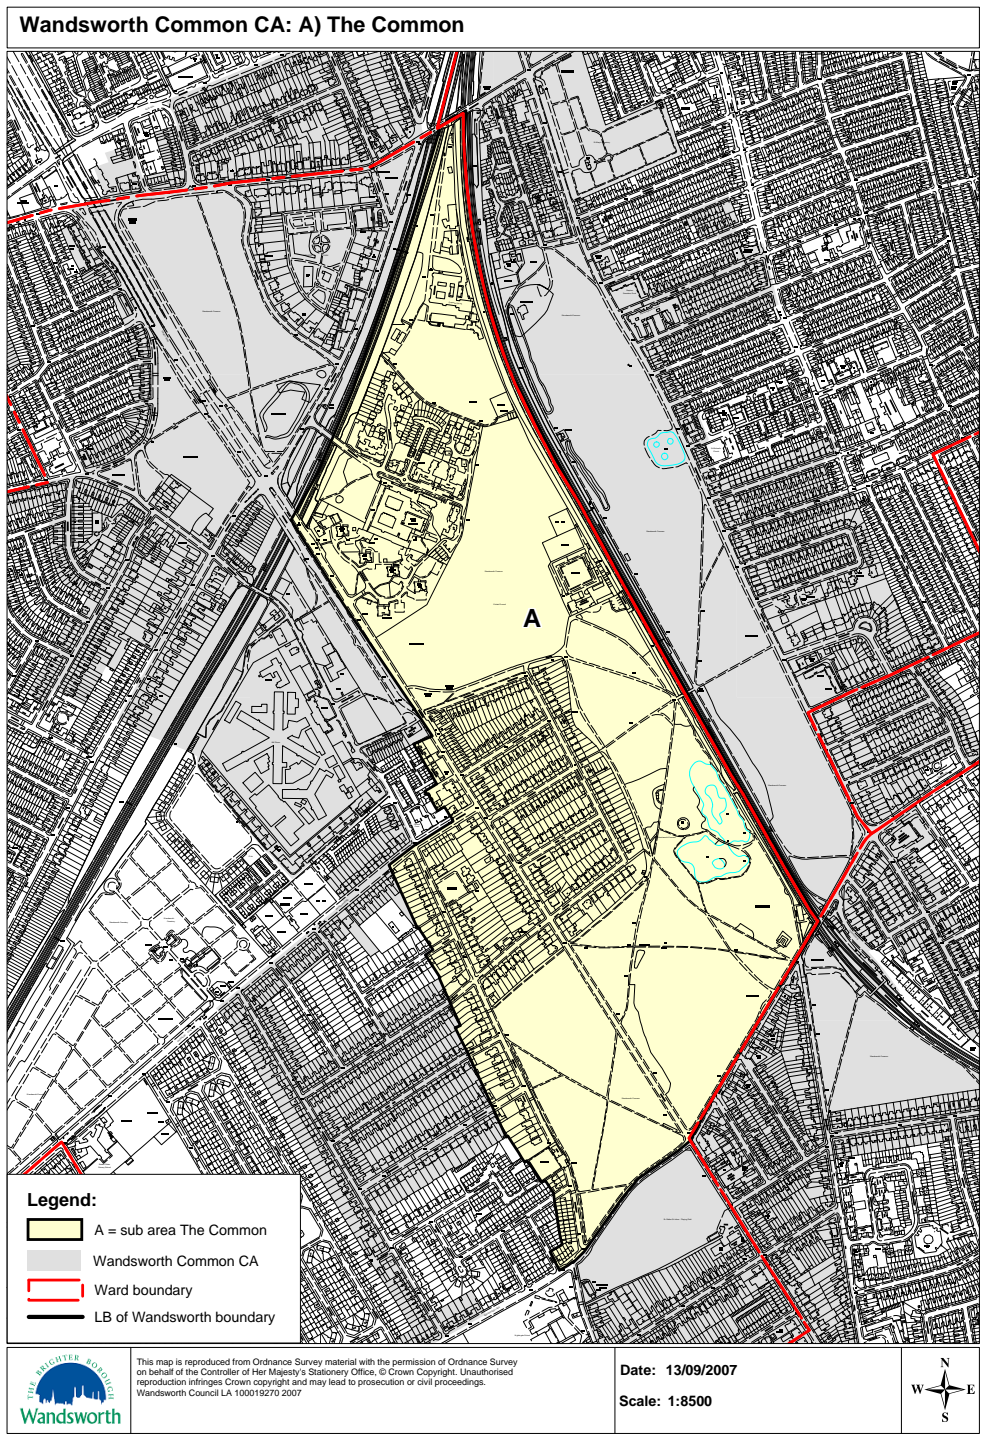 Wandsworth Common CA: A) The Common
A
Legend:
A = sub area The Common
Wandsworth Common CA
Ward boundary
LB of Wandsworth boundary
THE BRIGHTER BOROUGH
Wandsworth
This map is reproduced from Ordnance Survey material with the permission of Ordnance Survey
on behalf of the Controller of Her Majesty's Stationery Office, © Crown Copyright. Unauthorised
reproduction infringes Crown copyright and may lead to prosecution or civil proceedings.
Wandsworth Council LA 100019270 2007
Date: 13/09/2007
Scale: 1:8500
N
W E
S